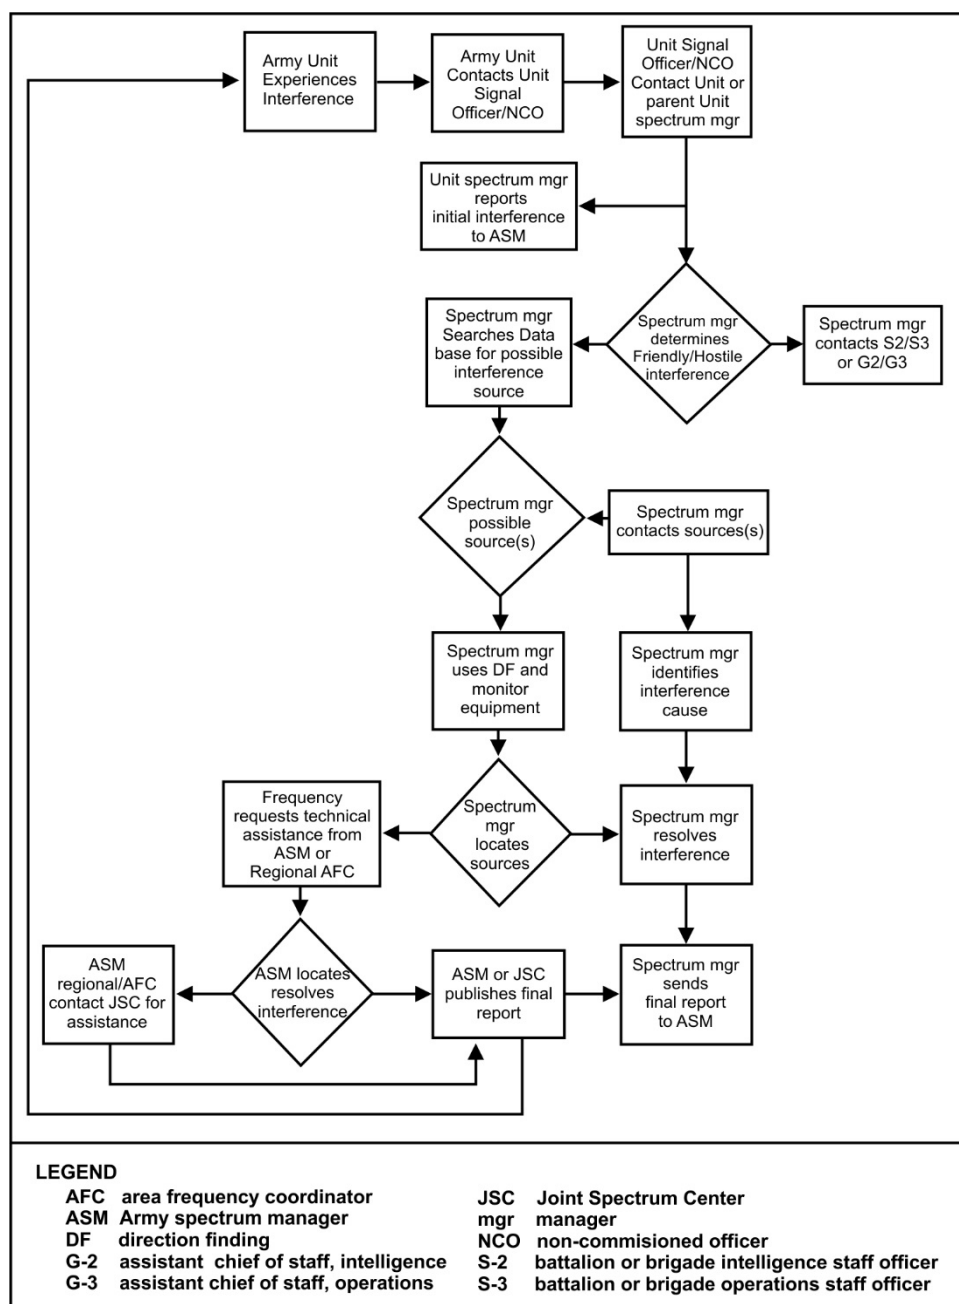 Army Unit
Experiences
Interference
Army Unit
Contacts Unit
Signal
Officer/NCO
Unit Signal
Officer/NCO
Contact Unit or
parent Unit
spectrum mgr
Unit spectrum mgr
reports
initial interference
to ASM
Spectrum mgr
determines
Friendly/Hostile
interference
Spectrum mgr
contacts S2/S3
or G2/G3
Spectrum mgr
Searches Data
base for possible
interference
source
Spectrum mgr
possible
source(s)
Spectrum mgr
contacts sources(s)
Spectrum mgr
uses DF and
monitor
equipment
Spectrum mgr
identifies
interference
cause
Frequency
requests technical
assistance from
ASM or
Regional AFC
Spectrum
mgr
locates
sources
Spectrum mgr
resolves
interference
ASM
regional/AFC
contact JSC for
assistance
ASM locates
resolves
interference
ASM or JSC
publishes final
report
Spectrum mgr
sends
final report
to ASM
LEGEND
AFC area frequency coordinator
ASM Army spectrum manager
DF direction finding
G-2 assistant chief of staff, intelligence
G-3 assistant chief of staff, operations
JSC Joint Spectrum Center
mgr manager
NCO non-commisioned officer
S-2 battalion or brigade intelligence staff officer
S-3 battalion or brigade operations staff officer